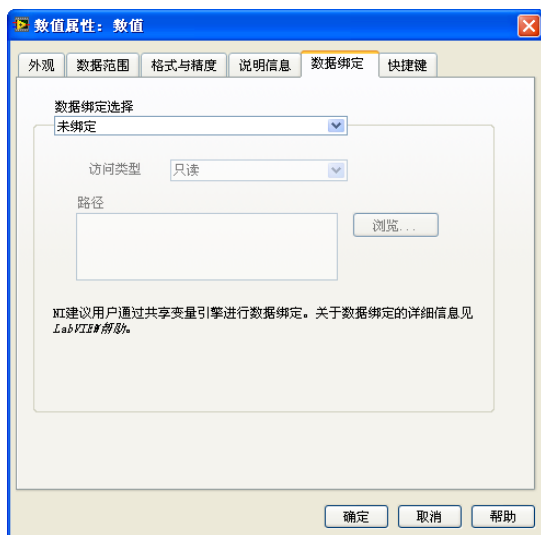 数值属性：数值
外观 数据范围 格式与精度 说明信息 数据绑定 快捷键
数据绑定选择
未绑定
访问类型 只读
路径
浏览...
NI建议用户通过共享变量引擎进行数据绑定。关于数据绑定的详细信息见
LabVIEW帮助。
确定 取消 帮助